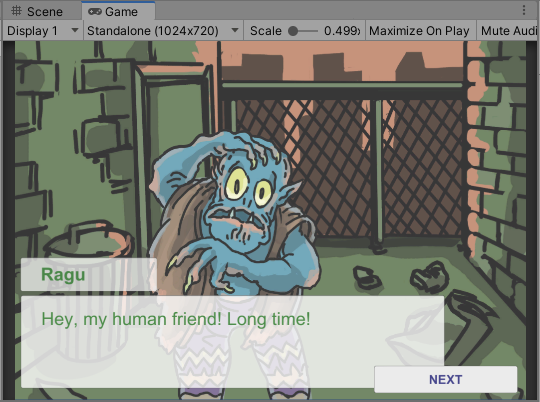 Scene Game
Display 1 Standalone (1024x720) Scale 0.499x Maximize On Play Mute Audi
Ragu
Hey, my human friend! Long time!
NEXT